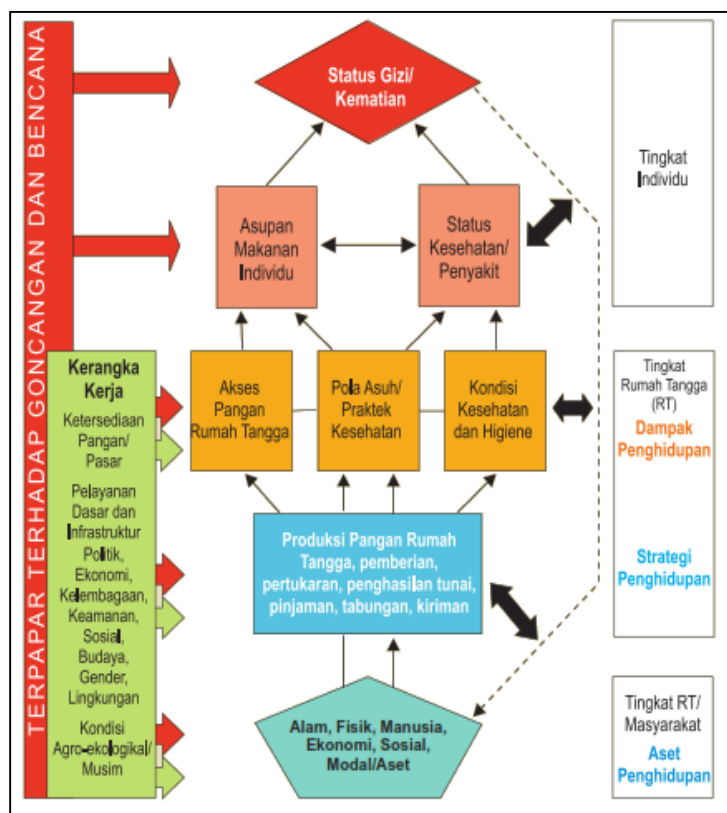 TERPAPAR TERHADAP GONCANGAN DAN BENCANA
Status Gizi/
Kematian
Asupan
Makanan
Individu
Status
Kesehatan/
Penyakit
Tingkat
Individu
Kerangka
Kerja
Ketersediaan
Pangan/
Pasar
Pelayanan
Dasar dan
Infrastruktur
Politik,
Ekonomi,
Kelembagaan,
Keamanan,
Sosial,
Budaya,
Gender,
Lingkungan
Kondisi
Agro-ekologikal/
Musim
Akses
Pangan
Rumah Tangga
Pola Asuh/
Praktek
Kesehatan
Kondisi
Kesehatan
dan Higiene
Tingkat
Rumah Tangga
(RT)
Dampak
Penghidupan
Strategi
Penghidupan
Produksi Pangan Rumah
Tangga, pemberian,
pertukaran, penghasilan tunai,
pinjaman, tabungan, kiriman
Alam, Fisik, Manusia,
Ekonomi, Sosial,
Modal/Aset
Tingkat RT/
Masyarakat
Aset
Penghidupan